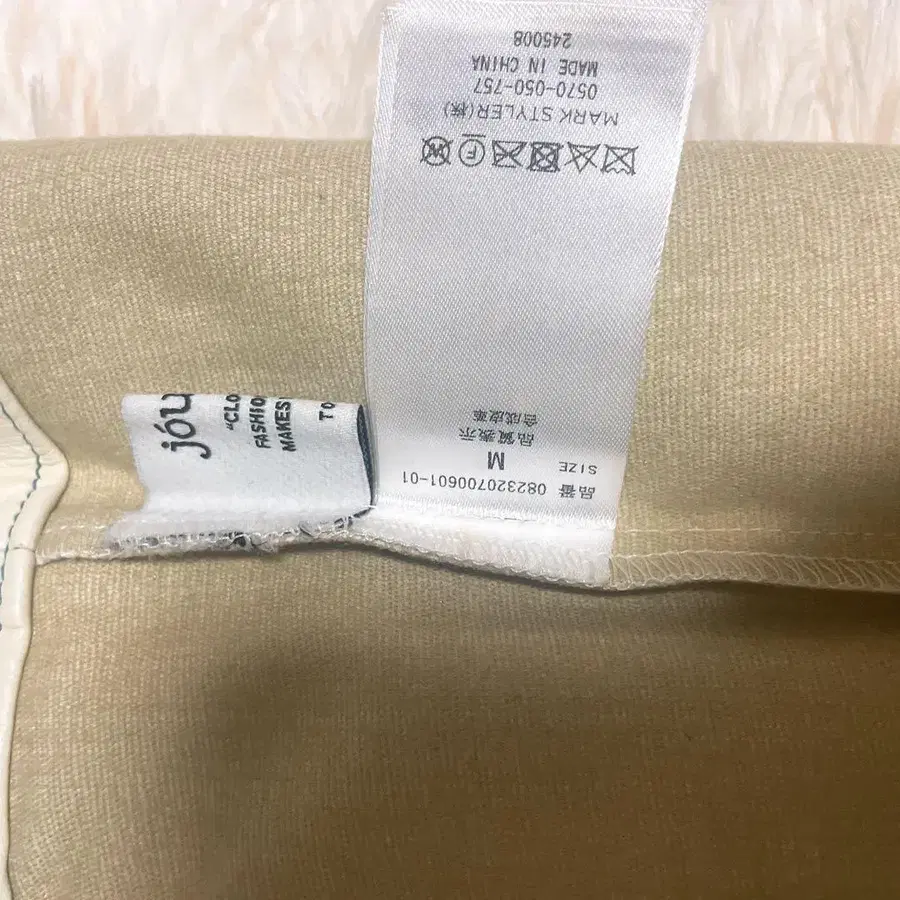 品番 082320700601-01
SIZE
M
品質表示
合成皮革
MARK STYLER(株)
0570-050-757
MADE IN CHINA
245008
jóu
"CLO
FASHIO
MAKES
TO